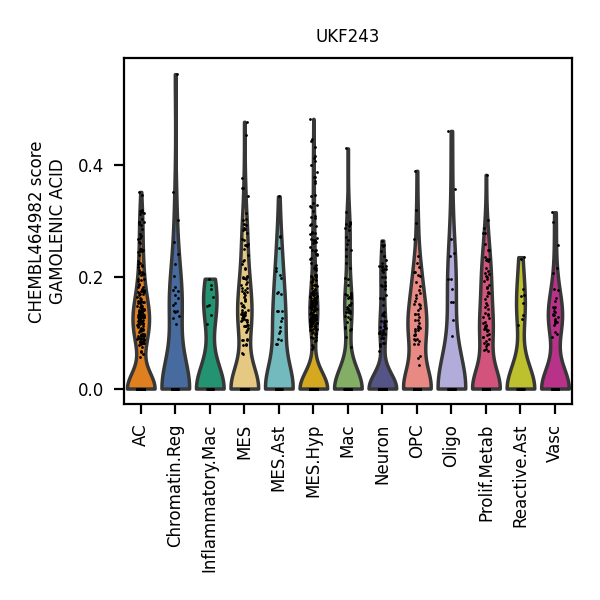 UKF243
CHEMBL464982 score
GAMOLENIC ACID
0.4
0.2
0.0
AC
Chromatin.Reg
Inflammatory.Mac
MES
MES.Ast
MES.Hyp
Mac
Neuron
OPC
Oligo
Prolif.Metab
Reactive.Ast
Vasc